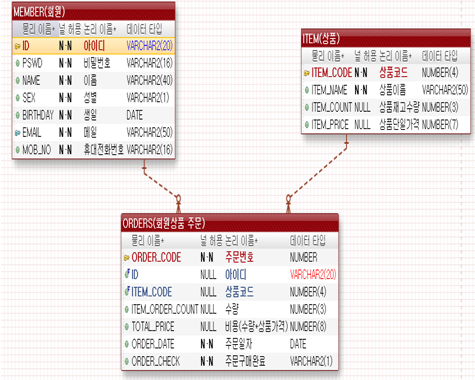 MEMBER(회원)
물리 이름 널 허용 논리 이름 데이터 타입
ID N·N 아이디 VARCHAR2(20)
PSWD N·N 비밀번호 VARCHAR2(16)
NAME N·N 이름 VARCHAR2(40)
SEX N·N 성별 VARCHAR2(1)
BIRTHDAY N·N 생일 DATE
EMAIL N·N 메일 VARCHAR2(50)
MOB_NO N·N 휴대전화번호 VARCHAR2(16)
ITEM(상품)
물리 이름 널 허용 논리 이름 데이터 타입
ITEM_CODE N·N 상품코드 NUMBER(4)
ITEM_NAME N·N 상품이름 VARCHAR2(50)
ITEM_COUNT NULL 상품재고수량 NUMBER(3)
ITEM_PRICE NULL 상품단일가격 NUMBER(7)
ORDERS(회원상품 주문)
물리 이름 널 허용 논리 이름 데이터 타입
ORDER_CODE N·N 주문번호 NUMBER
ID NULL 아이디 VARCHAR2(20)
ITEM_CODE NULL 상품코드 NUMBER(4)
ITEM_ORDER_COUNT NULL 수량 NUMBER(3)
TOTAL_PRICE NULL 비용(수량*상품가격) NUMBER(8)
ORDER_DATE N·N 주문일자 DATE
ORDER_CHECK N·N 주문구매완료 VARCHAR2(1)